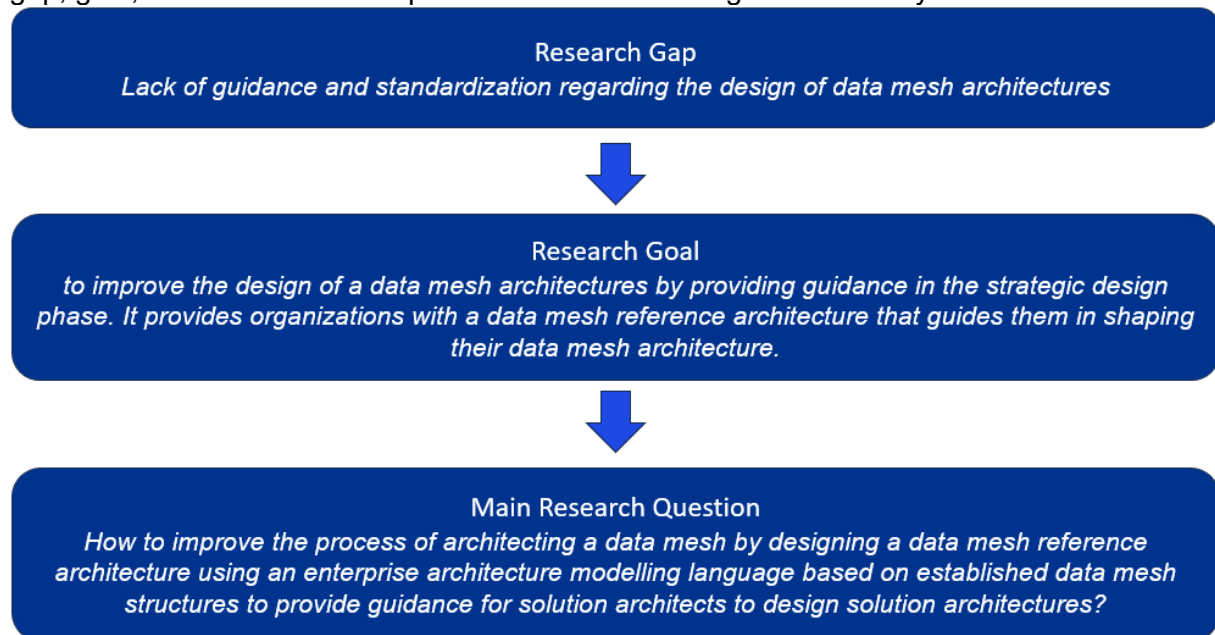 Research Gap
Lack of guidance and standardization regarding the design of data mesh architectures
Research Goal
to improve the design of a data mesh architectures by providing guidance in the strategic design
phase. It provides organizations with a data mesh reference architecture that guides them in shaping
their data mesh architecture.
Main Research Question
How to improve the process of architecting a data mesh by designing a data mesh reference
architecture using an enterprise architecture modelling language based on established data mesh
structures to provide guidance for solution architects to design solution architectures?